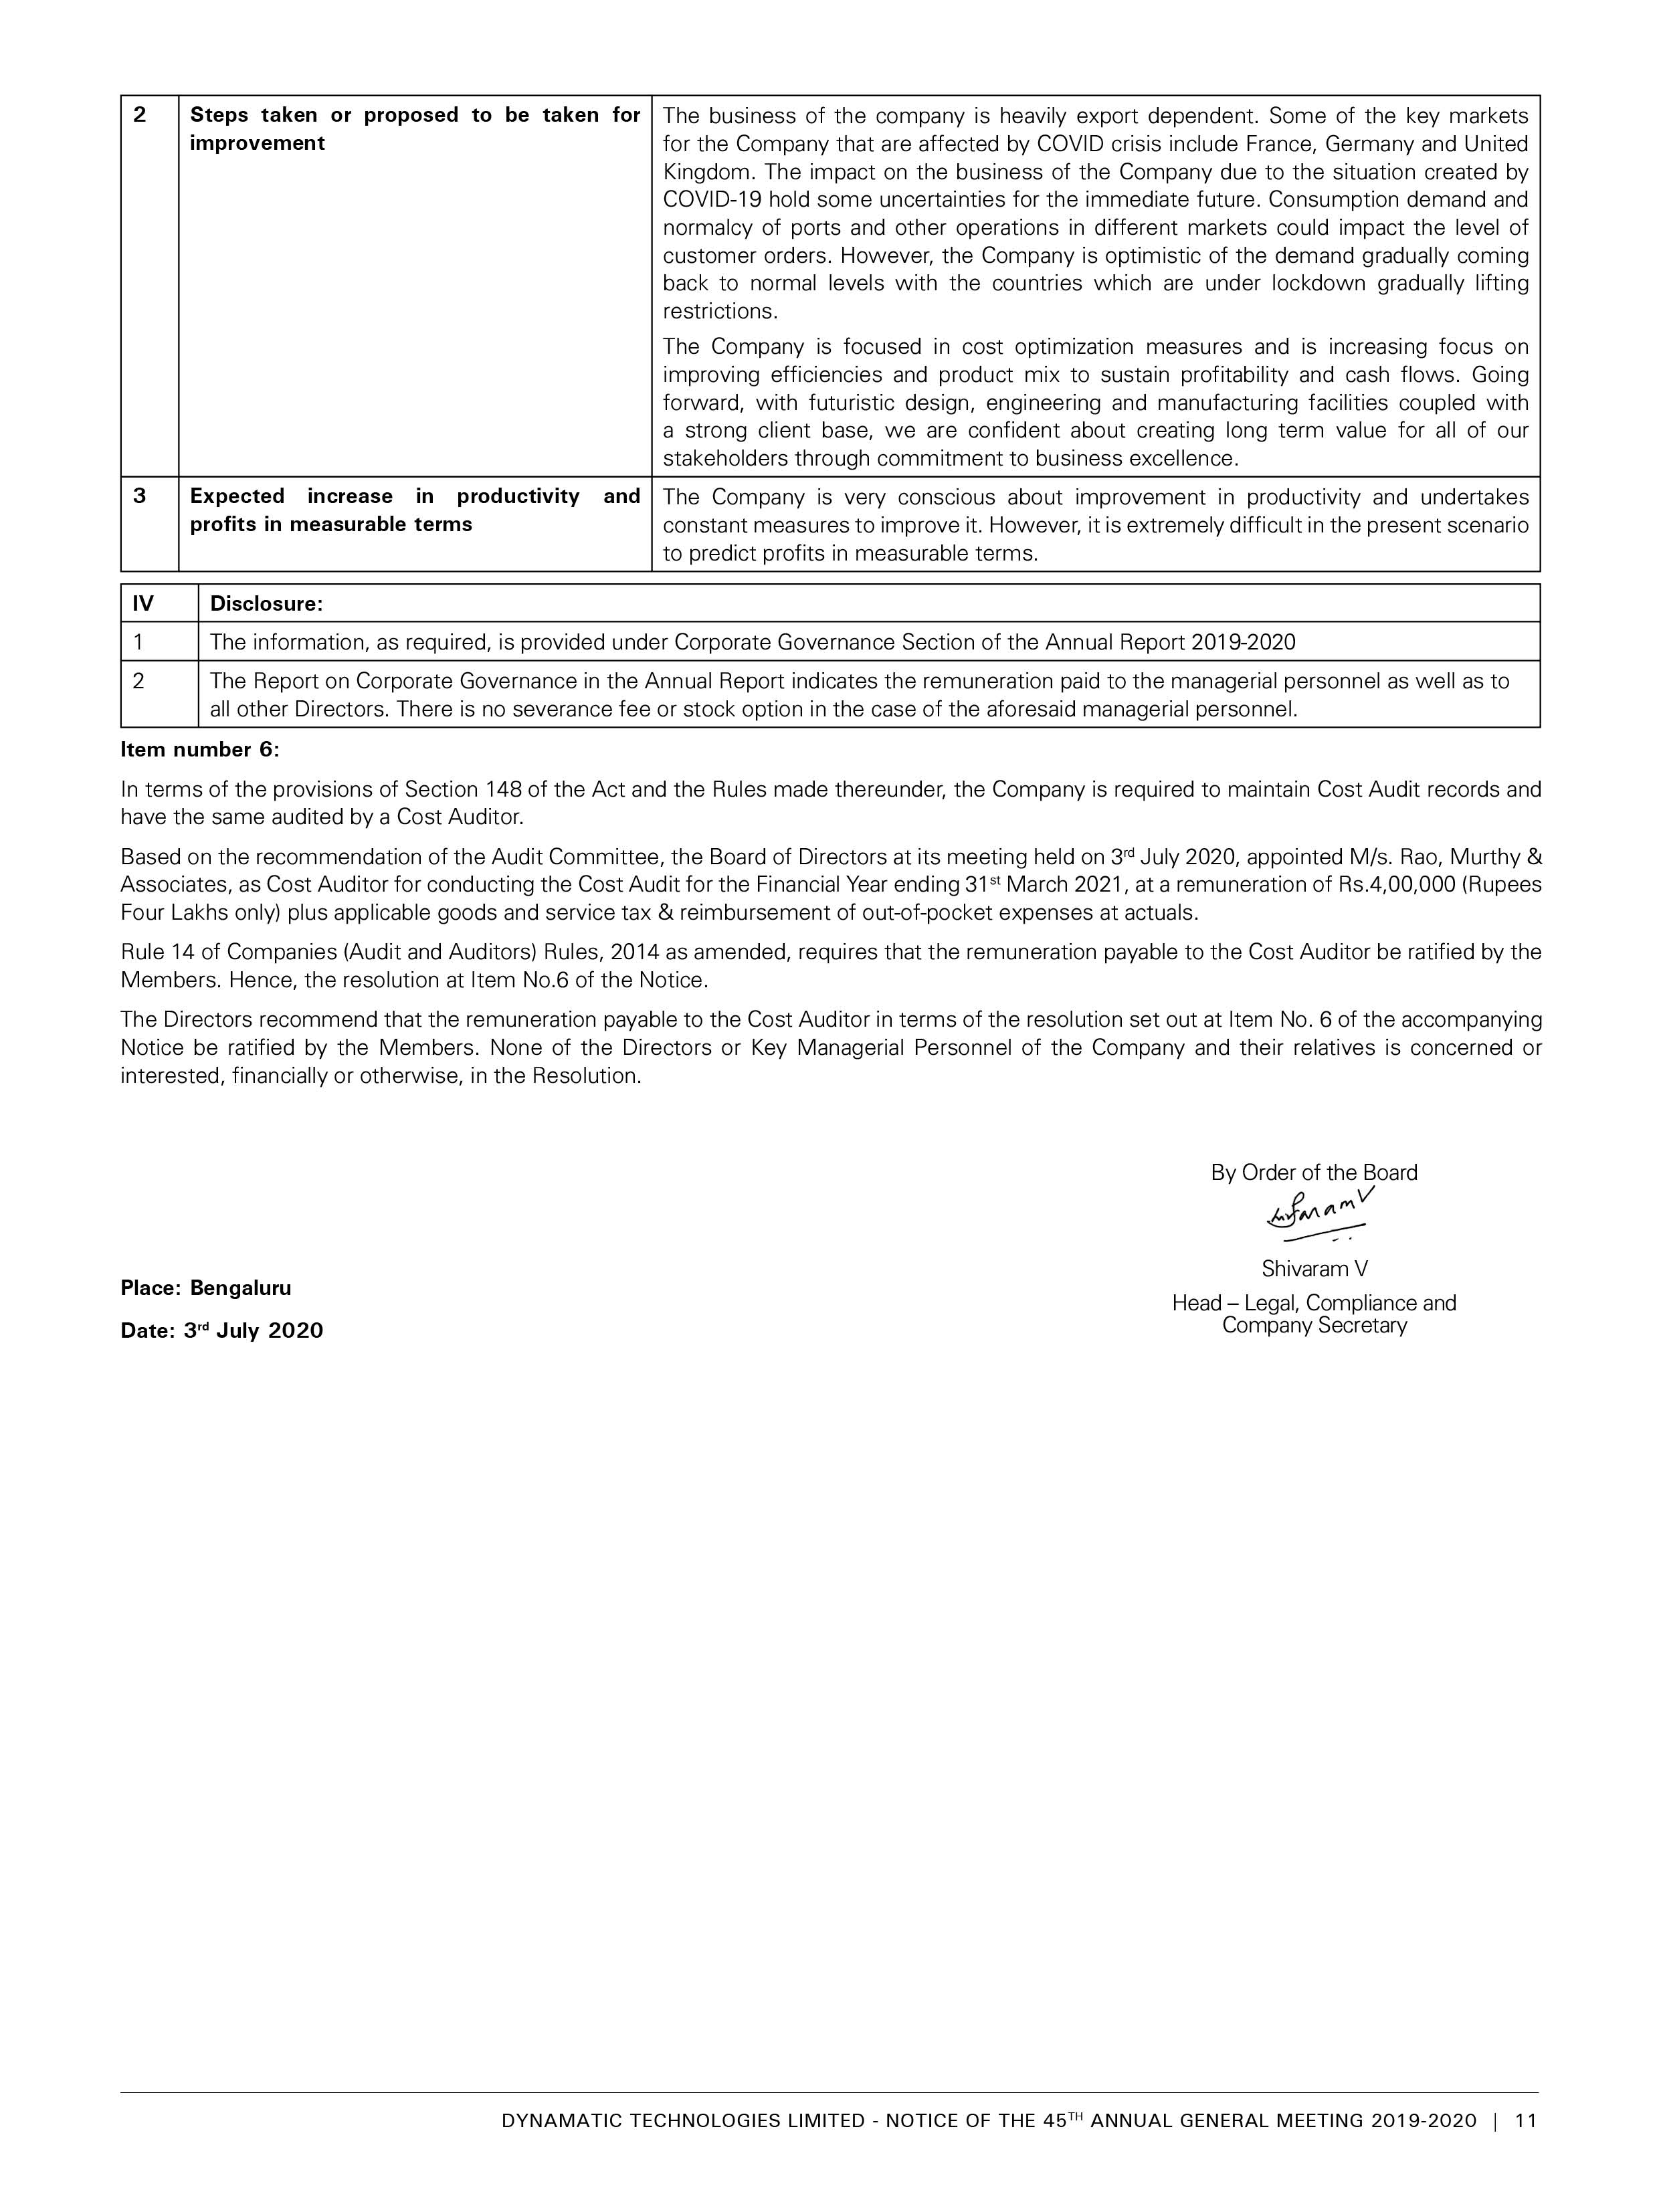 2
Steps taken or proposed to be taken for
improvement
The business of the company is heavily export dependent. Some of the key markets
for the Company that are affected by COVID crisis include France, Germany and United
Kingdom. The impact on the business of the Company due to the situation created by
COVID-19 hold some uncertainties for the immediate future. Consumption demand and
normalcy of ports and other operations in different markets could impact the level of
customer orders. However, the Company is optimistic of the demand gradually coming
back to normal levels with the countries which are under lockdown gradually lifting
restrictions.
The Company is focused in cost optimization measures and is increasing focus on
improving efficiencies and product mix to sustain profitability and cash flows. Going
forward, with futuristic design, engineering and manufacturing facilities coupled with
a strong client base, we are confident about creating long term value for all of our
stakeholders through commitment to business excellence.
3
Expected increase in productivity and
profits in measurable terms
The Company is very conscious about improvement in productivity and undertakes
constant measures to improve it. However, it is extremely difficult in the present scenario
to predict profits in measurable terms.
IV Disclosure:
1 The information, as required, is provided under Corporate Governance Section of the Annual Report 2019-2020
2 The Report on Corporate Governance in the Annual Report indicates the remuneration paid to the managerial personnel as well as to
all other Directors. There is no severance fee or stock option in the case of the aforesaid managerial personnel.
Item number 6:
In terms of the provisions of Section 148 of the Act and the Rules made thereunder, the Company is required to maintain Cost Audit records and
have the same audited by a Cost Auditor.
Based on the recommendation of the Audit Committee, the Board of Directors at its meeting held on 3rd July 2020, appointed M/s. Rao, Murthy &
Associates, as Cost Auditor for conducting the Cost Audit for the Financial Year ending 31st March 2021, at a remuneration of Rs.4,00,000 (Rupees
Four Lakhs only) plus applicable goods and service tax & reimbursement of out-of-pocket expenses at actuals.
Rule 14 of Companies (Audit and Auditors) Rules, 2014 as amended, requires that the remuneration payable to the Cost Auditor be ratified by the
Members. Hence, the resolution at Item No.6 of the Notice.
The Directors recommend that the remuneration payable to the Cost Auditor in terms of the resolution set out at Item No. 6 of the accompanying
Notice be ratified by the Members. None of the Directors or Key Managerial Personnel of the Company and their relatives is concerned or
interested, financially or otherwise, in the Resolution.
By Order of the Board
Shivaram V
Head – Legal, Compliance and
Company Secretary
Place: Bengaluru
Date: 3rd July 2020
DYNAMATIC TECHNOLOGIES LIMITED - NOTICE OF THE 45TH ANNUAL GENERAL MEETING 2019-2020 | 11